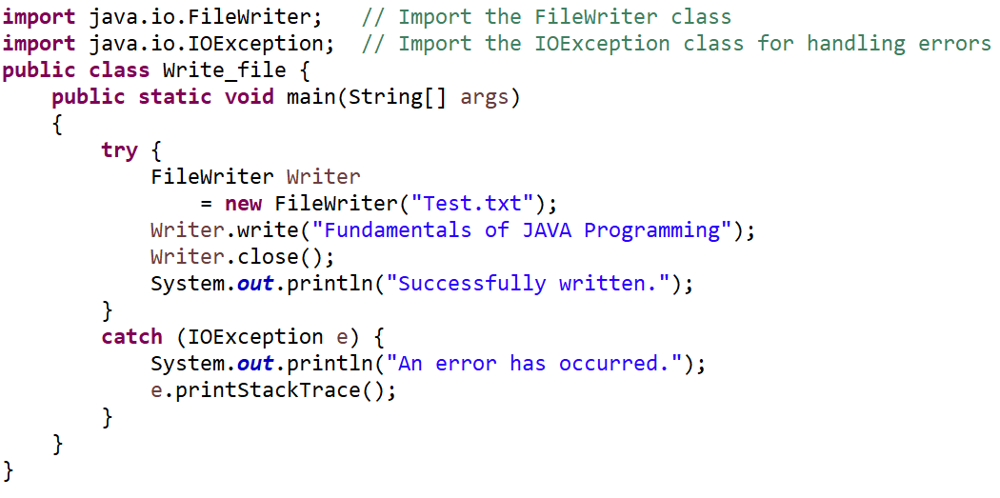 import java.io.FileWriter;   // Import the FileWriter class
import java.io.IOException;  // Import the IOException class for handling errors
public class Write_file {
    public static void main(String[] args)
    {
        try {
            FileWriter Writer
                = new FileWriter("Test.txt");
            Writer.write("Fundamentals of JAVA Programming");
            Writer.close();
            System.out.println("Successfully written.");
        }
        catch (IOException e) {
            System.out.println("An error has occurred.");
            e.printStackTrace();
        }
    }
}